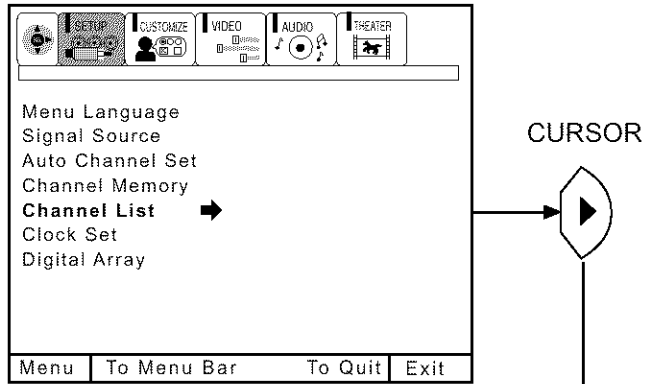 SETUP CUSTOMIZE VIDEO AUDIO THEATER
Menu Language
Signal Source
Auto Channel Set
Channel Memory
Channel List
Clock Set
Digital Array
Menu To Menu Bar To Quit Exit
CURSOR